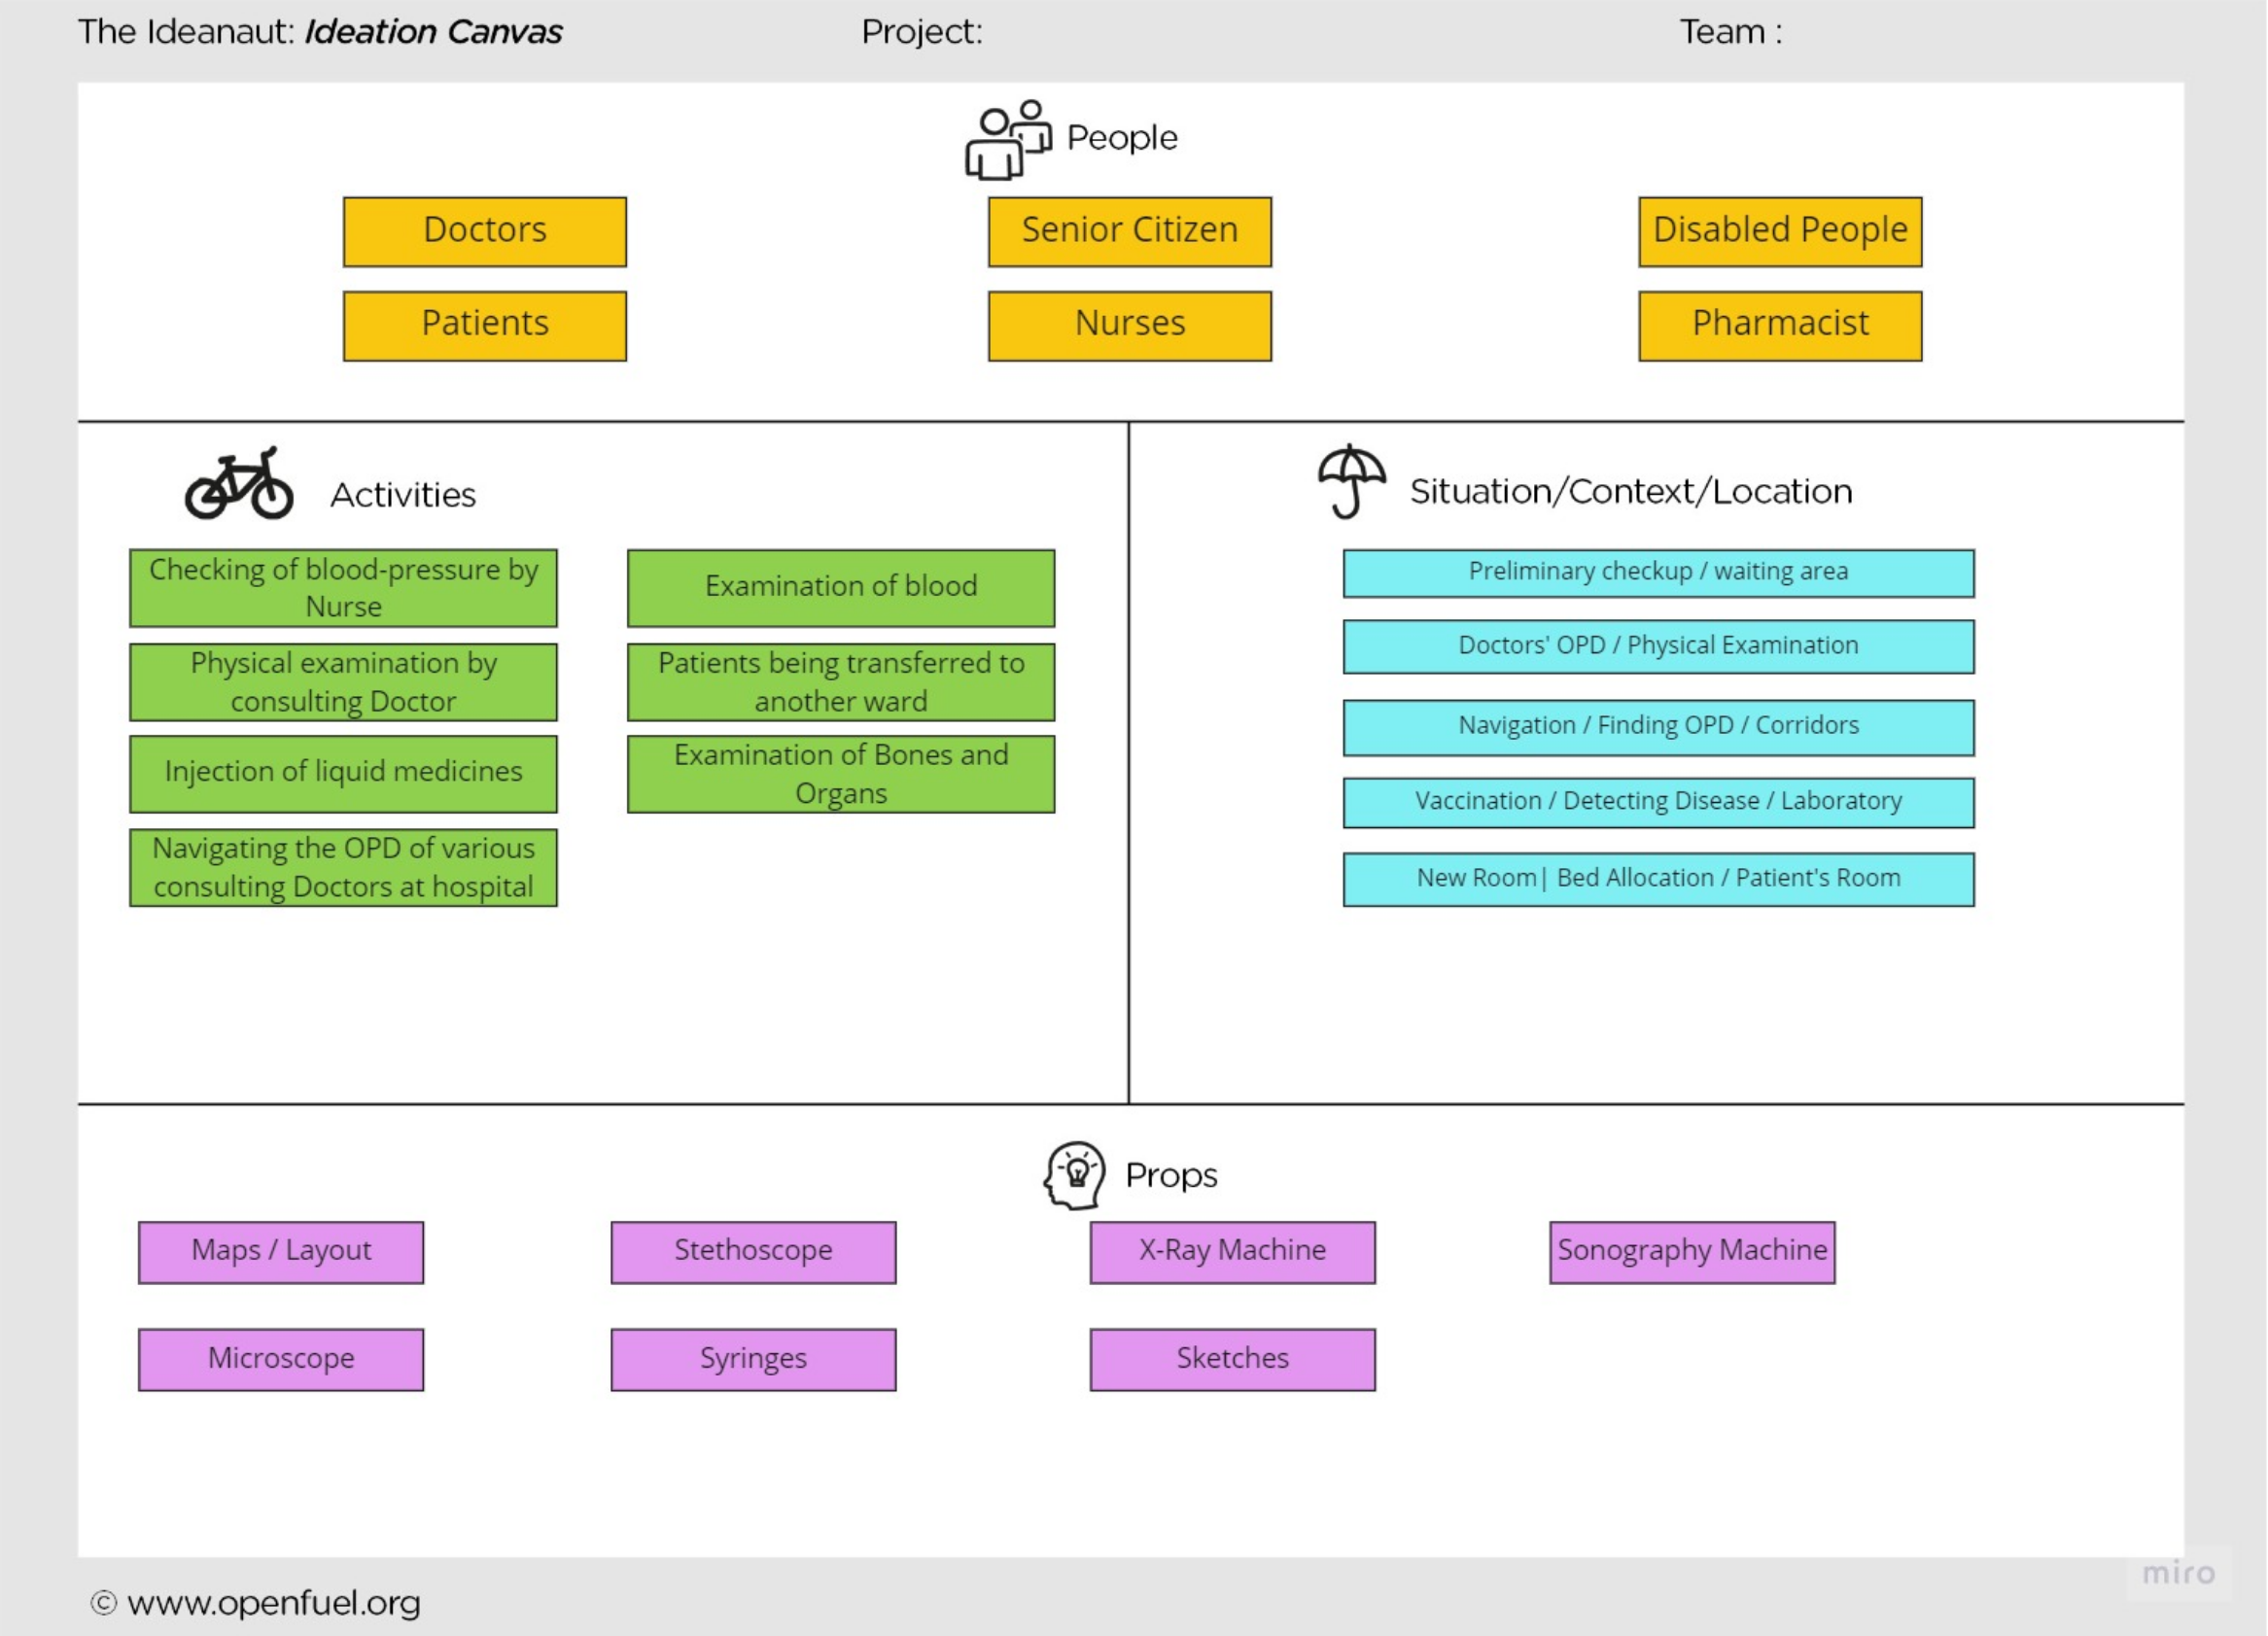 The Ideanaut: Ideation Canvas
Project:
Team :
People
Doctors
Senior Citizen
Disabled People
Patients
Nurses
Pharmacist
Activities
Checking of blood-pressure by
Nurse
Examination of blood
Physical examination by
consulting Doctor
Patients being transferred to
another ward
Injection of liquid medicines
Examination of Bones and
Organs
Navigating the OPD of various
consulting Doctors at hospital
Situation/Context/Location
Preliminary checkup / waiting area
Doctors' OPD / Physical Examination
Navigation / Finding OPD / Corridors
Vaccination / Detecting Disease / Laboratory
New Room| Bed Allocation / Patient's Room
Props
Maps / Layout
Stethoscope
X-Ray Machine
Sonography Machine
Microscope
Syringes
Sketches
miro
© www.openfuel.org